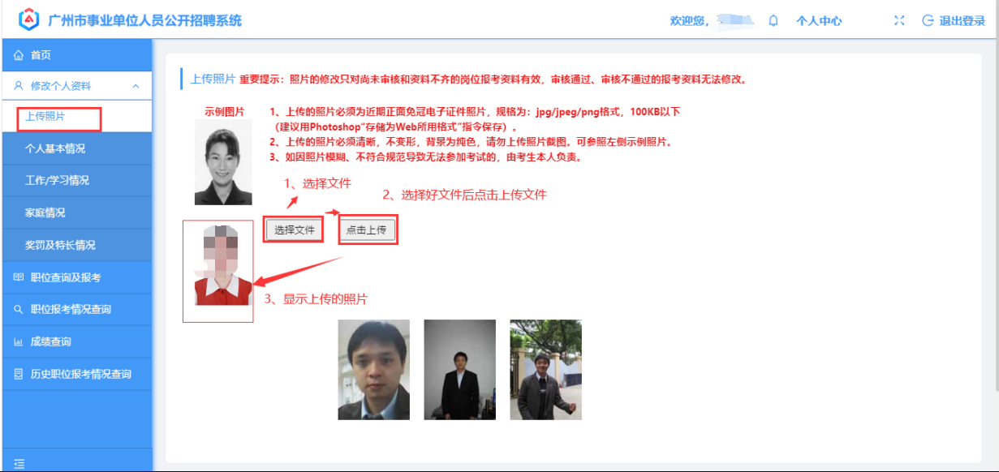 广州市事业单位人员公开招聘系统
欢迎您,
个人中心
退出登录
首页
修改个人资料
上传照片
个人基本情况
工作/学习情况
家庭情况
奖罚及特长情况
职位查询及报考
职位报考情况查询
成绩查询
历史职位报考情况查询
上传照片 重要提示：照片的修改只对尚未审核和资料不齐的岗位报考资料有效，审核通过、审核不通过的报考资料无法修改。
示例图片
1、上传的照片必须为近期正面免冠电子证件照片，规格为：jpg/jpeg/png格式，100KB以下
（建议用Photoshop"存储为Web所用格式"指令保存）。
2、上传的照片必须清晰，不变形，背景为纯色，请勿上传照片截图。可参照左侧示例照片。
3、如因照片模糊、不符合规范导致无法参加考试的，由考生本人负责。
1、选择文件
2、选择好文件后点击上传文件
选择文件
点击上传
3、显示上传的照片